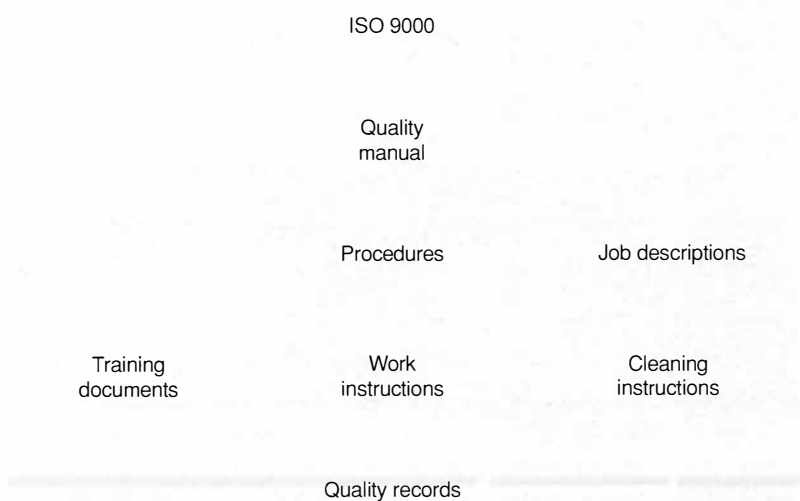 ISO 9000
Quality
manual
Procedures
Job descriptions
Training
documents
Work
instructions
Cleaning
instructions
Quality records